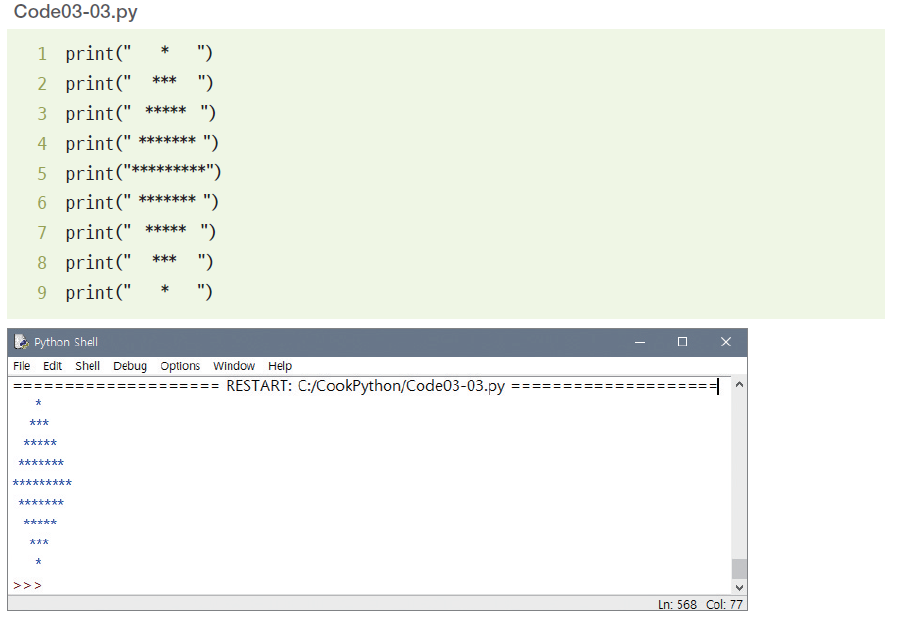 Code03-03.py
1 print("    *    ")
2 print("   ***   ")
3 print("  *****  ")
4 print(" ******* ")
5 print("*********")
6 print(" ******* ")
7 print("  *****  ")
8 print("   ***   ")
9 print("    *    ")
Python Shell
File Edit Shell Debug Options Window Help
==================== RESTART: C:/CookPython/Code03-03.py ====================
    *
   ***
  *****
 *******
*********
 *******
  *****
   ***
    *
>>>
Ln: 568 Col: 77